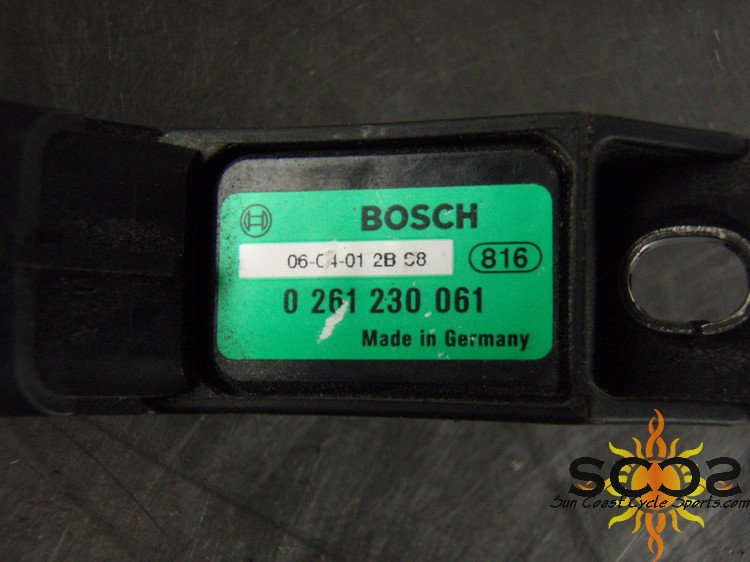 BOSCH
06-04-01 2B S8
816
0 261 230 061
Made in Germany
SCCS
Sun Coast Cycle Sports.com